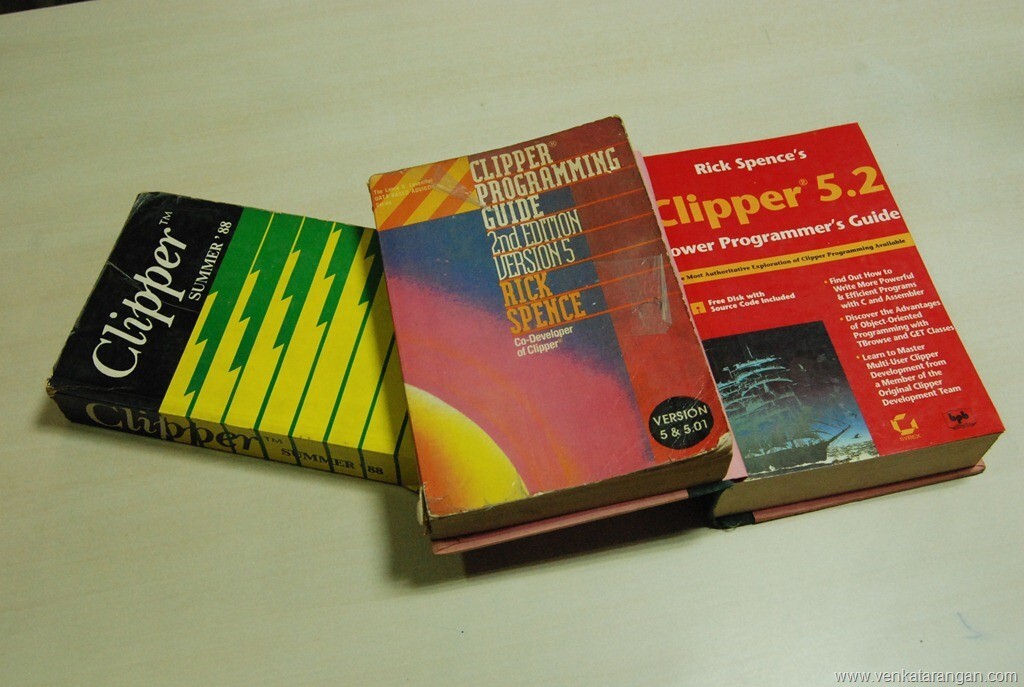 Clipper™
SUMMER '88
Clipper™
SUMMER '88
CLIPPER®
PROGRAMMING
GUIDE
2nd EDITION
VERSION 5
RICK
SPENCE
Co-Developer
of Clipper®
VERSION
5 & 5.01
Rick Spence's
Clipper® 5.2
ower Programmer's Guide
Most Authoritative Exploration of Clipper Programming Available
Free Disk with
Source Code Included
• Find Out How to
Write More Powerful
& Efficient Programs
with C and Assembler
• Discover the Advantages
of Object-Oriented
Programming with
TBrowse and GET Classes
• Learn to Master
Multi-User Clipper
Development from
a Member of the
Original Clipper
Development Team
SYBEX
bpb
www.venkatarangan.com